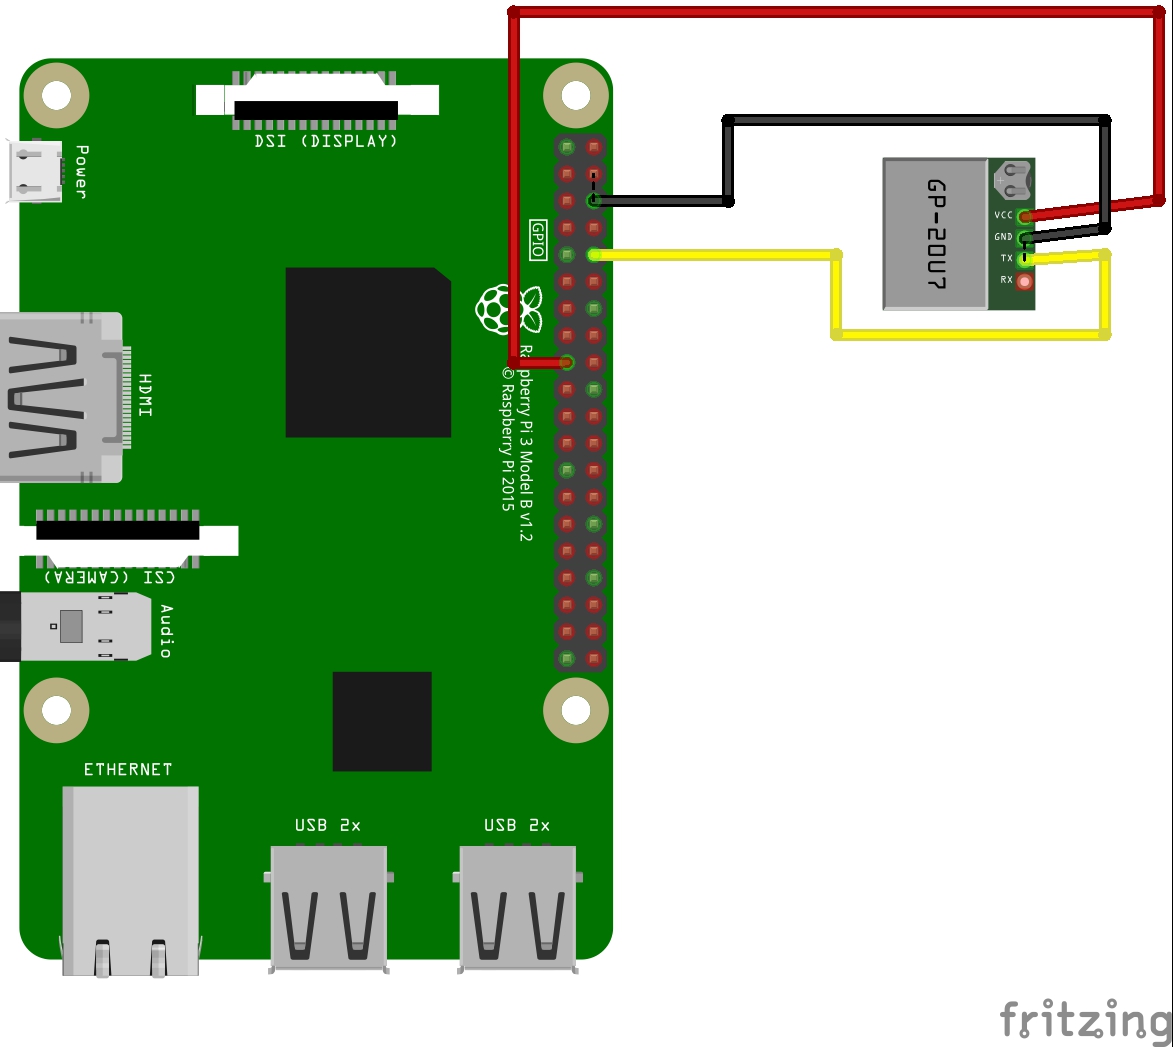 DSI (DISPLAY)
Power
GPIO
Raspberry Pi 3 Model B v1.2
© Raspberry Pi 2015
HDMI
CSI (CAMERA)
Audio
ETHERNET
USB 2x
USB 2x
GP-20U7
VCC
GND
TX
RX
fritzing